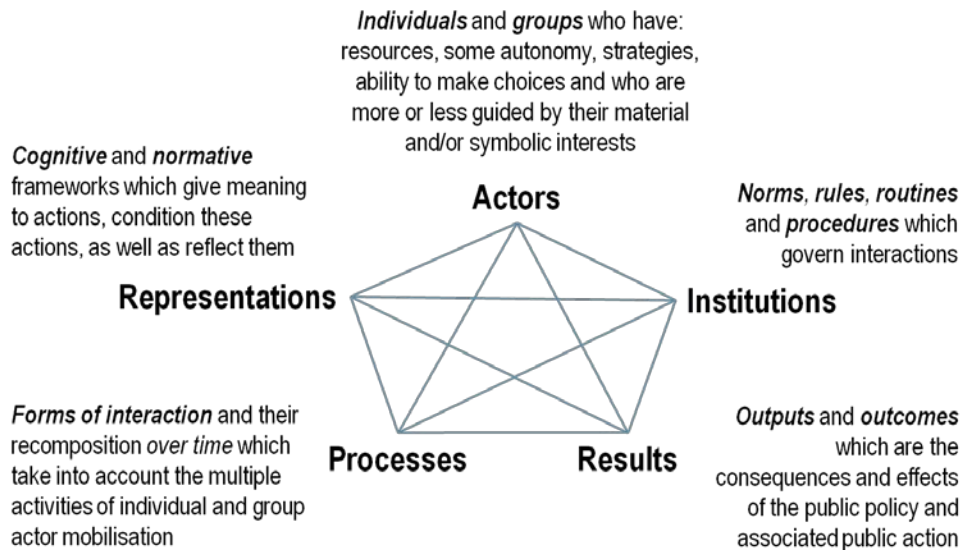 Individuals and groups who have:
resources, some autonomy, strategies,
ability to make choices and who are
more or less guided by their material
and/or symbolic interests
Cognitive and normative
frameworks which give meaning
to actions, condition these
actions, as well as reflect them
Actors
Norms, rules, routines
and procedures which
govern interactions
Representations
Institutions
Forms of interaction and their
recomposition over time which
take into account the multiple
activities of individual and group
actor mobilisation
Processes
Results
Outputs and outcomes
which are the
consequences and effects
of the public policy and
associated public action